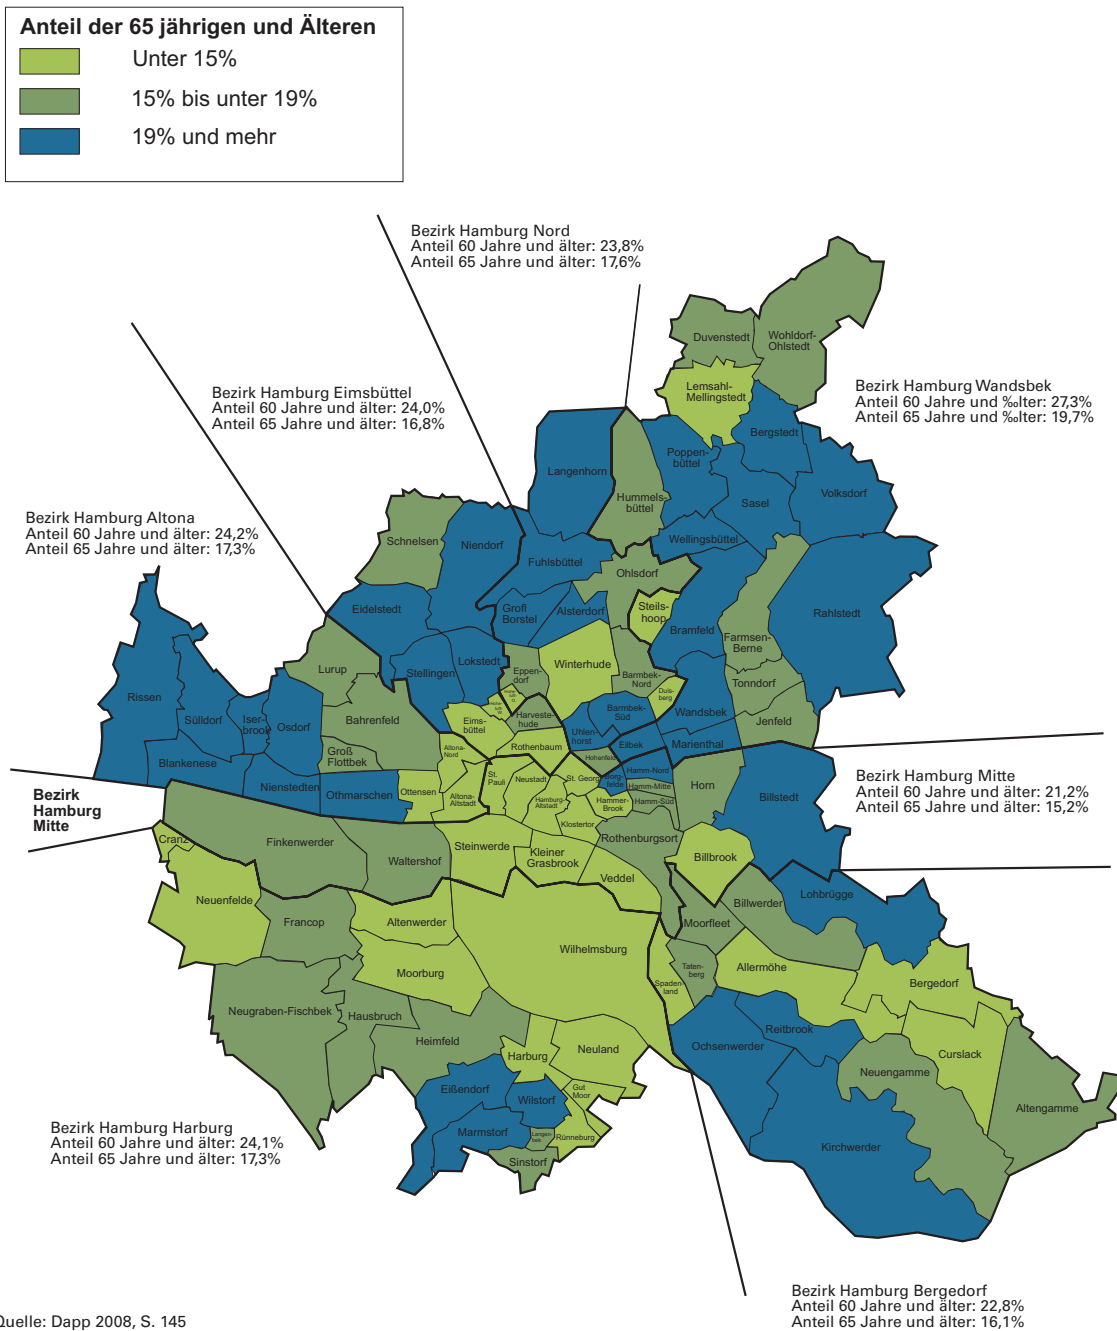 Anteil der 65 jährigen und Älteren
Unter 15%
15% bis unter 19%
19% und mehr
Bezirk Hamburg Nord
Anteil 60 Jahre und älter: 23,8%
Anteil 65 Jahre und älter: 17,6%
Bezirk Hamburg Eimsbüttel
Anteil 60 Jahre und älter: 24,0%
Anteil 65 Jahre und älter: 16,8%
Bezirk Hamburg Wandsbek
Anteil 60 Jahre und ‰lter: 27,3%
Anteil 65 Jahre und ‰lter: 19,7%
Bezirk Hamburg Altona
Anteil 60 Jahre und älter: 24,2%
Anteil 65 Jahre und älter: 17,3%
Duvenstedt
Wohldorf-
Ohlstedt
Lemsahl-
Mellingstedt
Bergstedt
Poppen-
büttel
Langenhorn
Hummels-
büttel
Sasel
Volksdorf
Schnelsen
Niendorf
Wellingsbüttel
Fuhlsbüttel
Ohlsdorf
Eidelstedt
Groß
Borstel
Alsterdorf
Steils-
hoop
Bramfeld
Farmsen-
Berne
Rahlstedt
Lurup
Stellingen
Lokstedt
Eppen-
dorf
Winterhude
Barmbek-
Nord
Tonndorf
Rissen
Sülldorf
Iser-
brook
Osdorf
Bahrenfeld
Eims-
büttel
Harveste-
hude
Barmbek-
Süd
Duls-
berg
Wandsbek
Jenfeld
Blankenese
Groß
Flottbek
Altona-
Nord
Rothenbaum
Uhlen-
horst
Eilbek
Marienthal
Nienstedten
Othmarschen
Ottensen
Altona-
Altstadt
St.
Pauli
Neustadt
St. Georg
Hohenfelde
Borg-
felde
Hamm-Nord
Hamm-Mitte
Hamm-Süd
Horn
Billstedt
Hamburg-
Altstadt
Hammer-
Brook
Klostertor
Bezirk
Hamburg
Mitte
Bezirk Hamburg Mitte
Anteil 60 Jahre und älter: 21,2%
Anteil 65 Jahre und älter: 15,2%
Cranz
Finkenwerder
Waltershof
Steinwerde
Kleiner
Grasbrook
Rothenburgsort
Veddel
Billbrook
Neuenfelde
Francop
Altenwerder
Moorburg
Wilhelmsburg
Moorfleet
Billwerder
Lohbrügge
Taten-
berg
Spaden-
land
Allermöhe
Bergedorf
Neugraben-Fischbek
Hausbruch
Heimfeld
Harburg
Neuland
Gut
Moor
Ochsenwerder
Reitbrook
Curslack
Neuengamme
Altengamme
Eißendorf
Wilstorf
Marmstorf
Langen-
bek
Rünneburg
Sinstorf
Kirchwerder
Bezirk Hamburg Harburg
Anteil 60 Jahre und älter: 24,1%
Anteil 65 Jahre und älter: 17,3%
Bezirk Hamburg Bergedorf
Anteil 60 Jahre und älter: 22,8%
Anteil 65 Jahre und älter: 16,1%
Quelle: Dapp 2008, S. 145